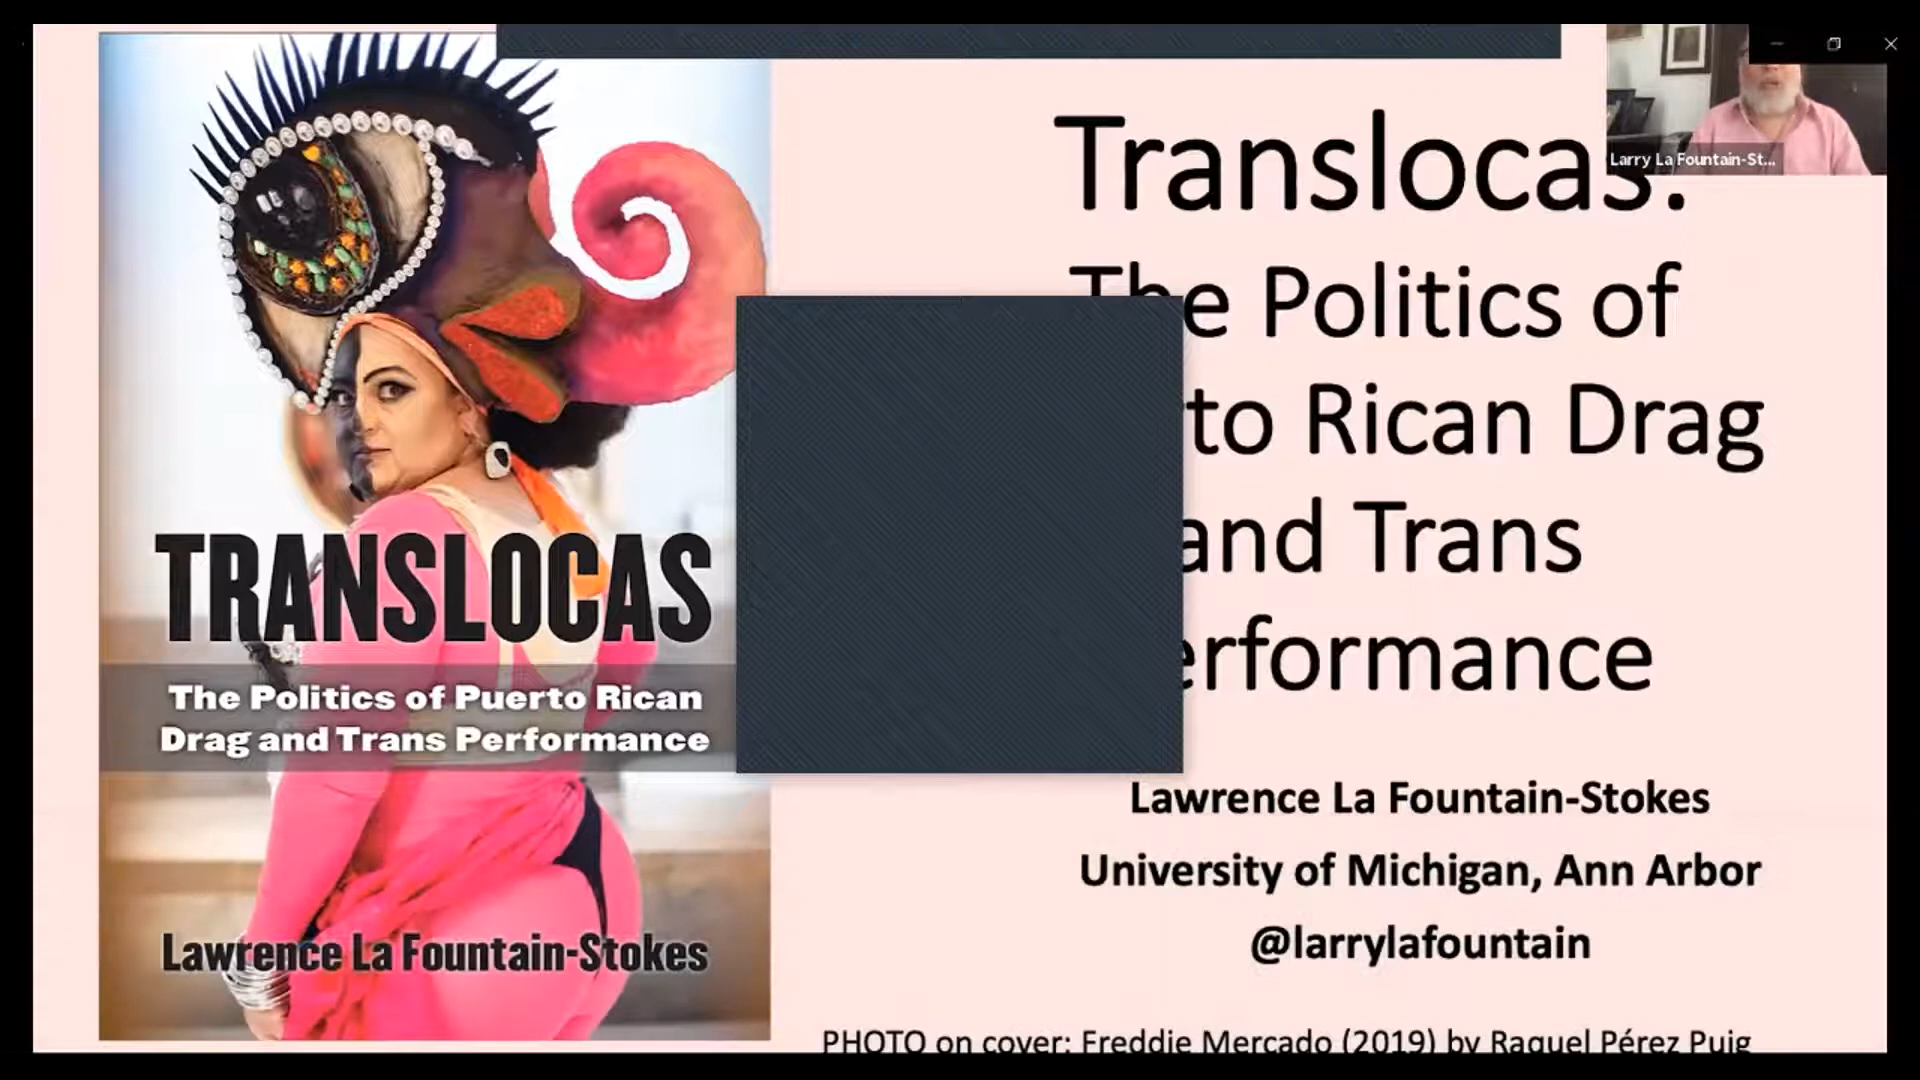 TRANSLOCAS
The Politics of Puerto Rican
Drag and Trans Performance
Lawrence La Fountain-Stokes
Translocas:
The Politics of
to Rican Drag
and Trans
erformance
Lawrence La Fountain-Stokes
University of Michigan, Ann Arbor
@larrylafountain
PHOTO on cover: Freddie Mercado (2019) by Raquel Pérez Puig
Larry La Fountain-St...